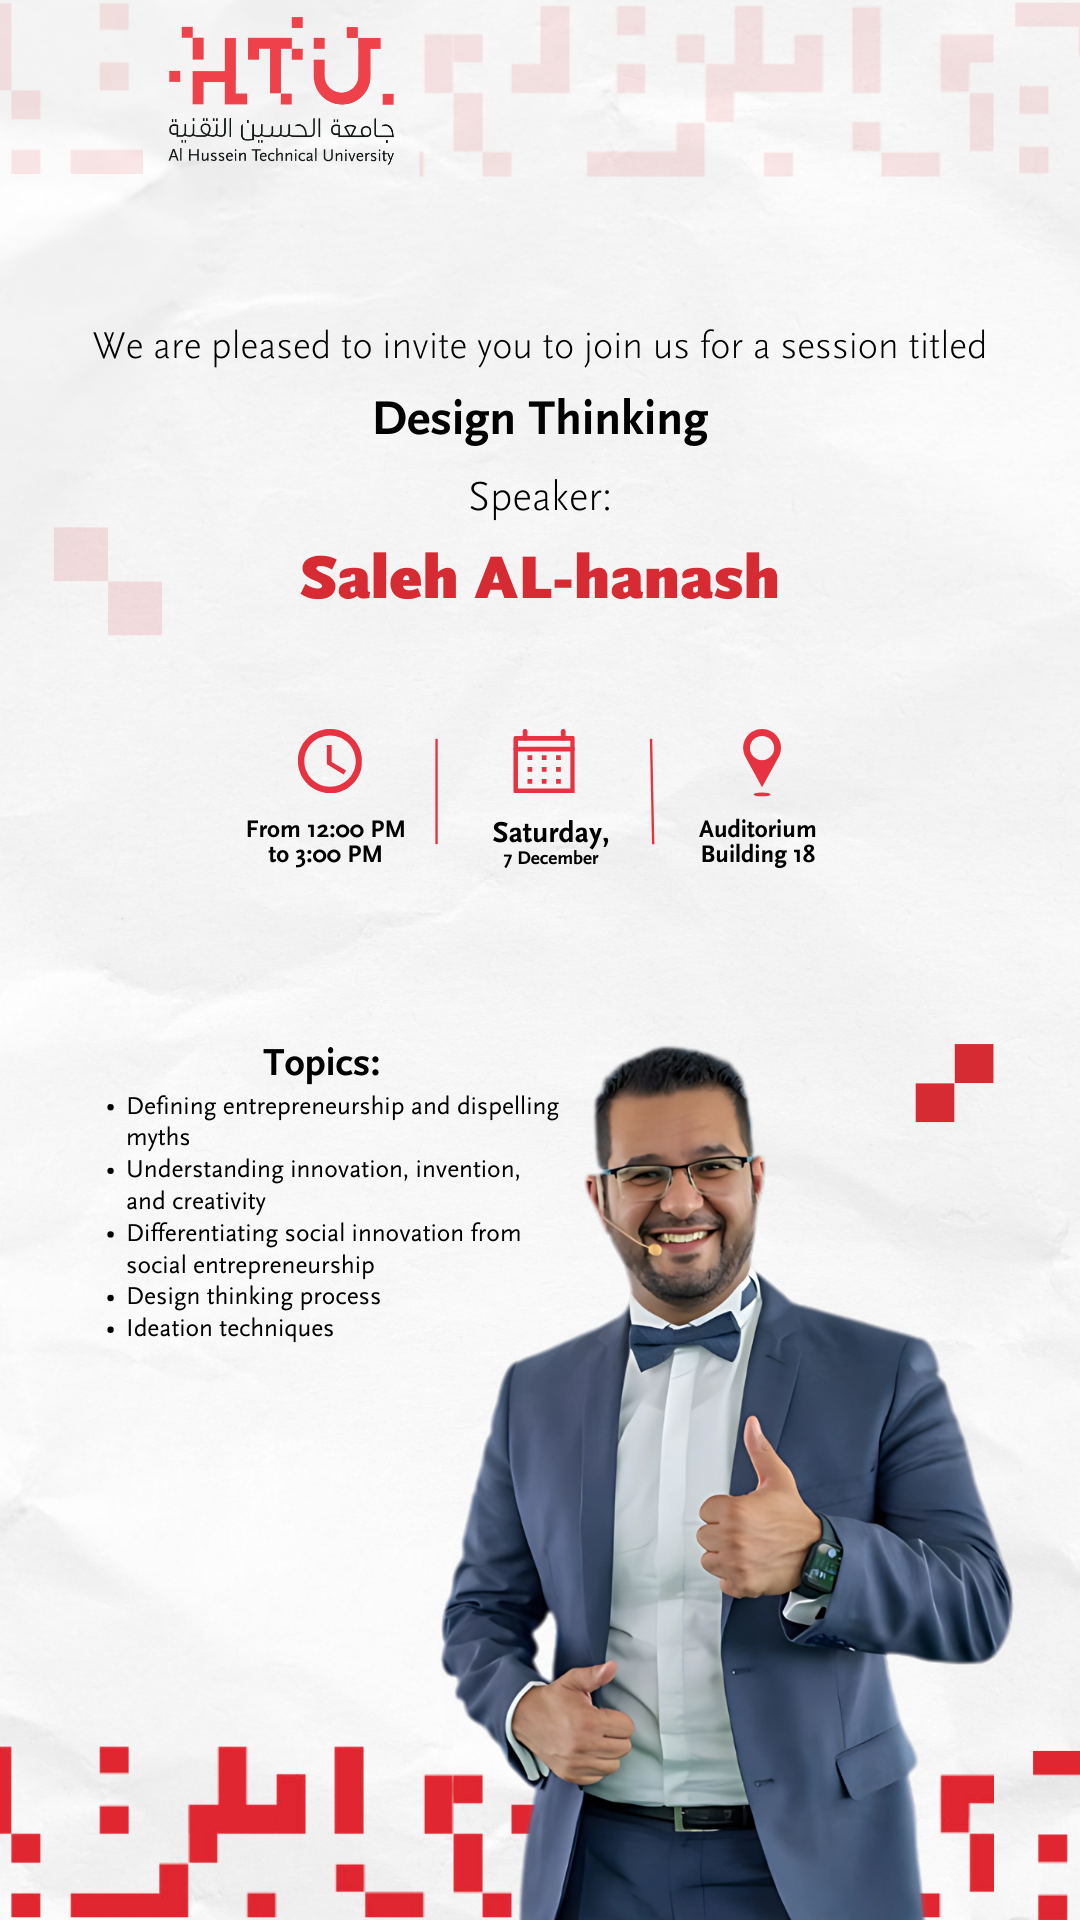 HTU
جامعة الحسين التقنية
Al Hussein Technical University
We are pleased to invite you to join us for a session titled
Design Thinking
Speaker:
Saleh AL-hanash
From 12:00 PM
to 3:00 PM
Saturday,
7 December
Auditorium
Building 18
Topics:
• Defining entrepreneurship and dispelling
myths
• Understanding innovation, invention,
and creativity
• Differentiating social innovation from
social entrepreneurship
• Design thinking process
• Ideation techniques